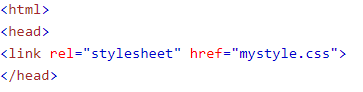 <html>
<head>
<link rel="stylesheet" href="mystyle.css">
</head>